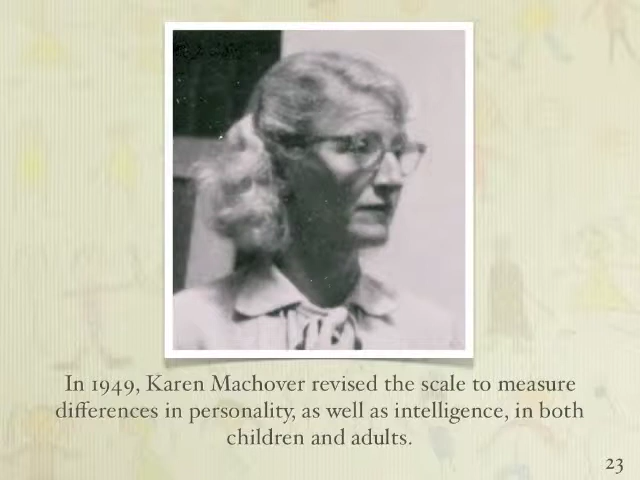 In 1949, Karen Machover revised the scale to measure
differences in personality, as well as intelligence, in both
children and adults.
23